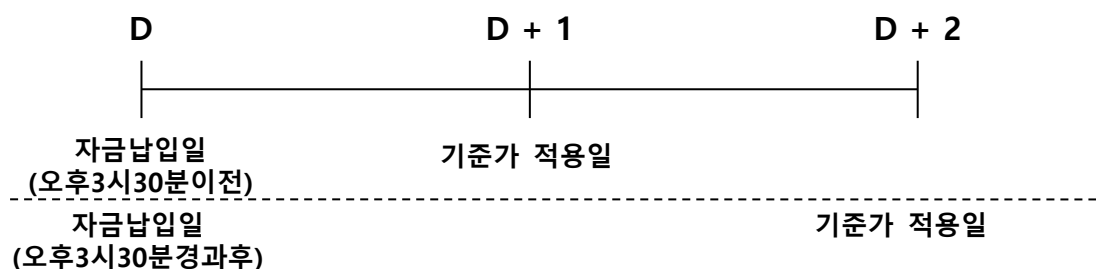 D
D + 1
D + 2
자금납입일
(오후3시30분이전)
기준가 적용일
자금납입일
(오후3시30분경과후)
기준가 적용일